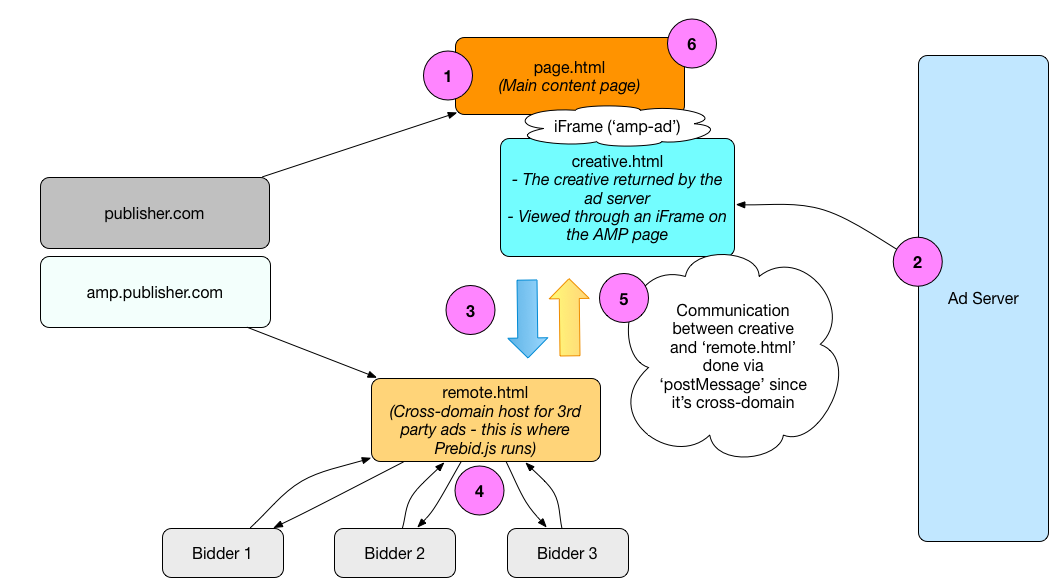 6
1
page.html
(Main content page)
iFrame (‘amp-ad’)
creative.html
- The creative returned by the
ad server
- Viewed through an iFrame on
the AMP page
publisher.com
amp.publisher.com
2
Ad Server
3
5
Communication
between creative
and ‘remote.html’
done via
‘postMessage’ since
it’s cross-domain
remote.html
(Cross-domain host for 3rd
party ads - this is where
Prebid.js runs)
4
Bidder 1
Bidder 2
Bidder 3